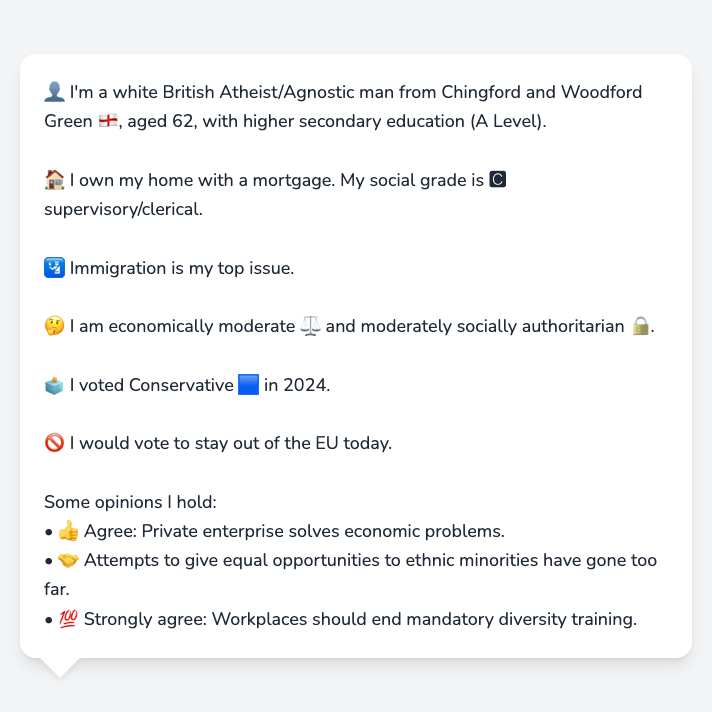 👤 I'm a white British Atheist/Agnostic man from Chingford and Woodford
Green 🏴󠁧󠁢󠁥󠁮󠁧󠁿, aged 62, with higher secondary education (A Level).
🏠 I own my home with a mortgage. My social grade is 🅲
supervisory/clerical.
🛂 Immigration is my top issue.
🤔 I am economically moderate ⚖️ and moderately socially authoritarian 🔒.
🗳️ I voted Conservative 🟦 in 2024.
🚫 I would vote to stay out of the EU today.
Some opinions I hold:
• 👍 Agree: Private enterprise solves economic problems.
• 🤝 Attempts to give equal opportunities to ethnic minorities have gone too
far.
• 💯 Strongly agree: Workplaces should end mandatory diversity training.